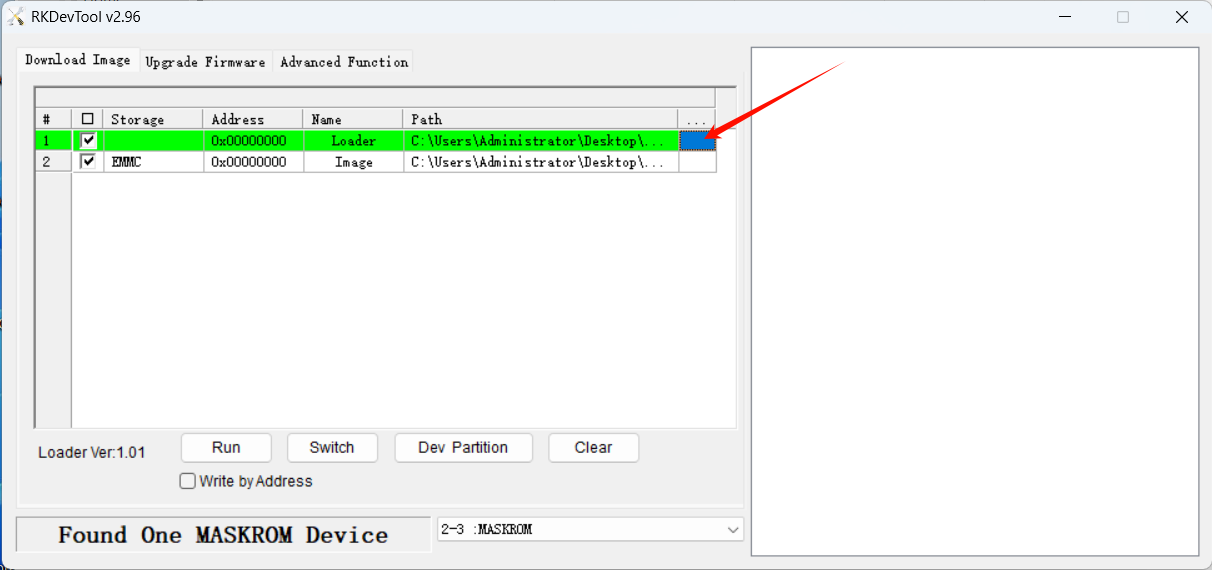 RKDevTool v2.96
Download Image Upgrade Firmware Advanced Function
# Storage Address Name Path ...
1 0x00000000 Loader C:\Users\Administrator\Desktop\...
2 EMMC 0x00000000 Image C:\Users\Administrator\Desktop\...
Loader Ver:1.01 Run Switch Dev Partition Clear
Write by Address
Found One MASKROM Device 2-3 :MASKROM